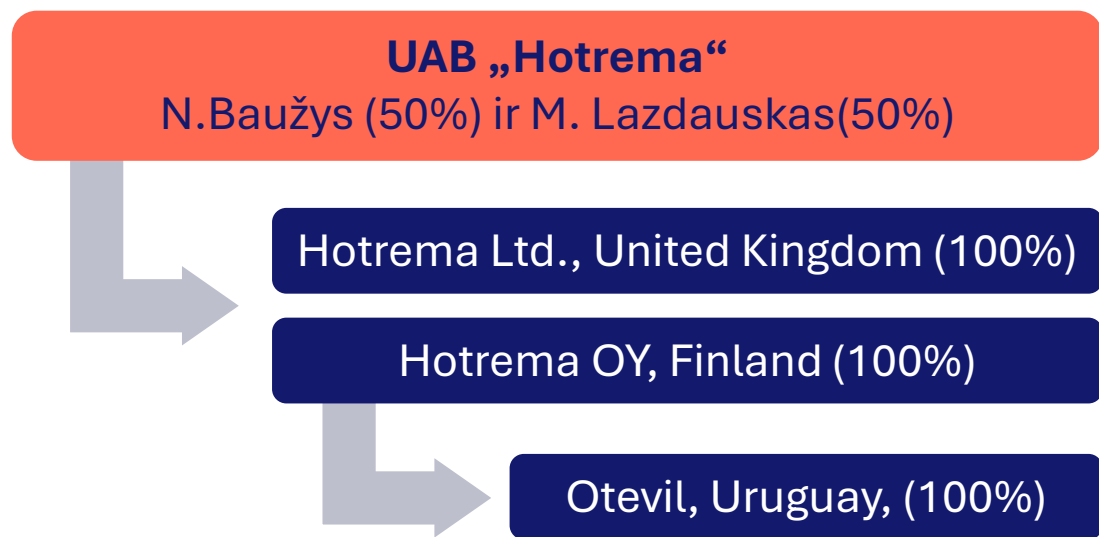 UAB „Hotrema“
N.Baužys (50%) ir M. Lazdauskas(50%)
Hotrema Ltd., United Kingdom (100%)
Hotrema OY, Finland (100%)
Otevil, Uruguay, (100%)